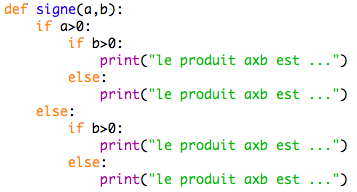 def signe(a,b):
    if a>0:
        if b>0:
            print("le produit axb est ...")
        else:
            print("le produit axb est ...")
    else:
        if b>0:
            print("le produit axb est ...")
        else:
            print("le produit axb est ...")